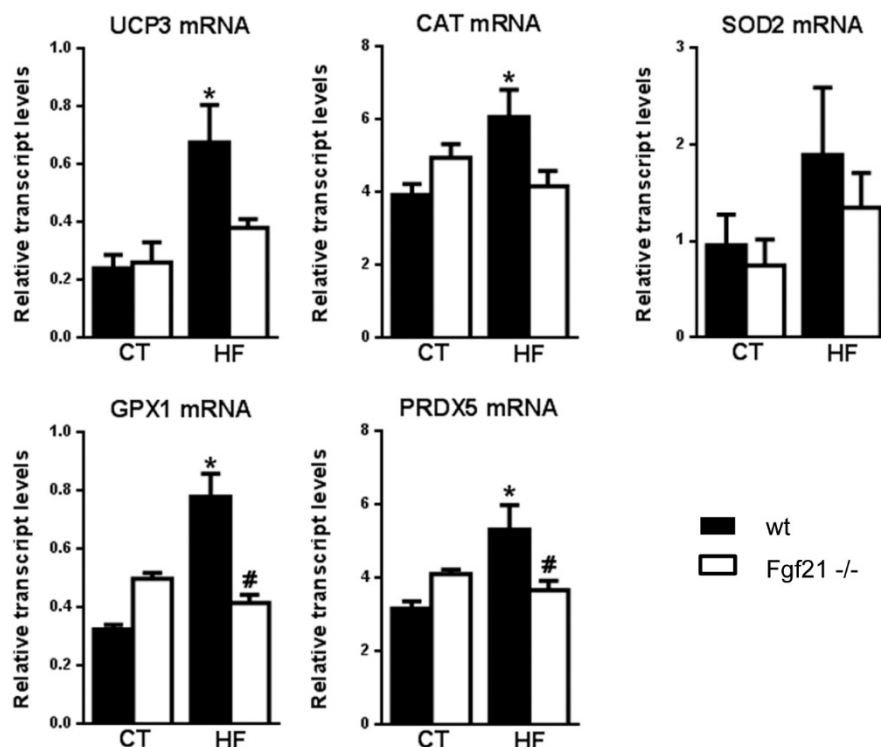 UCP3 mRNA
Relative transcript levels
1.0
0.8
0.6
0.4
0.2
0.0
*
CT HF
CAT mRNA
Relative transcript levels
8
6
4
2
0
*
CT HF
SOD2 mRNA
Relative transcript levels
3
2
1
0
CT HF
GPX1 mRNA
Relative transcript levels
1.0
0.8
0.6
0.4
0.2
0.0
*
#
CT HF
PRDX5 mRNA
Relative transcript levels
8
6
4
2
0
*
#
CT HF
wt
Fgf21 -/-